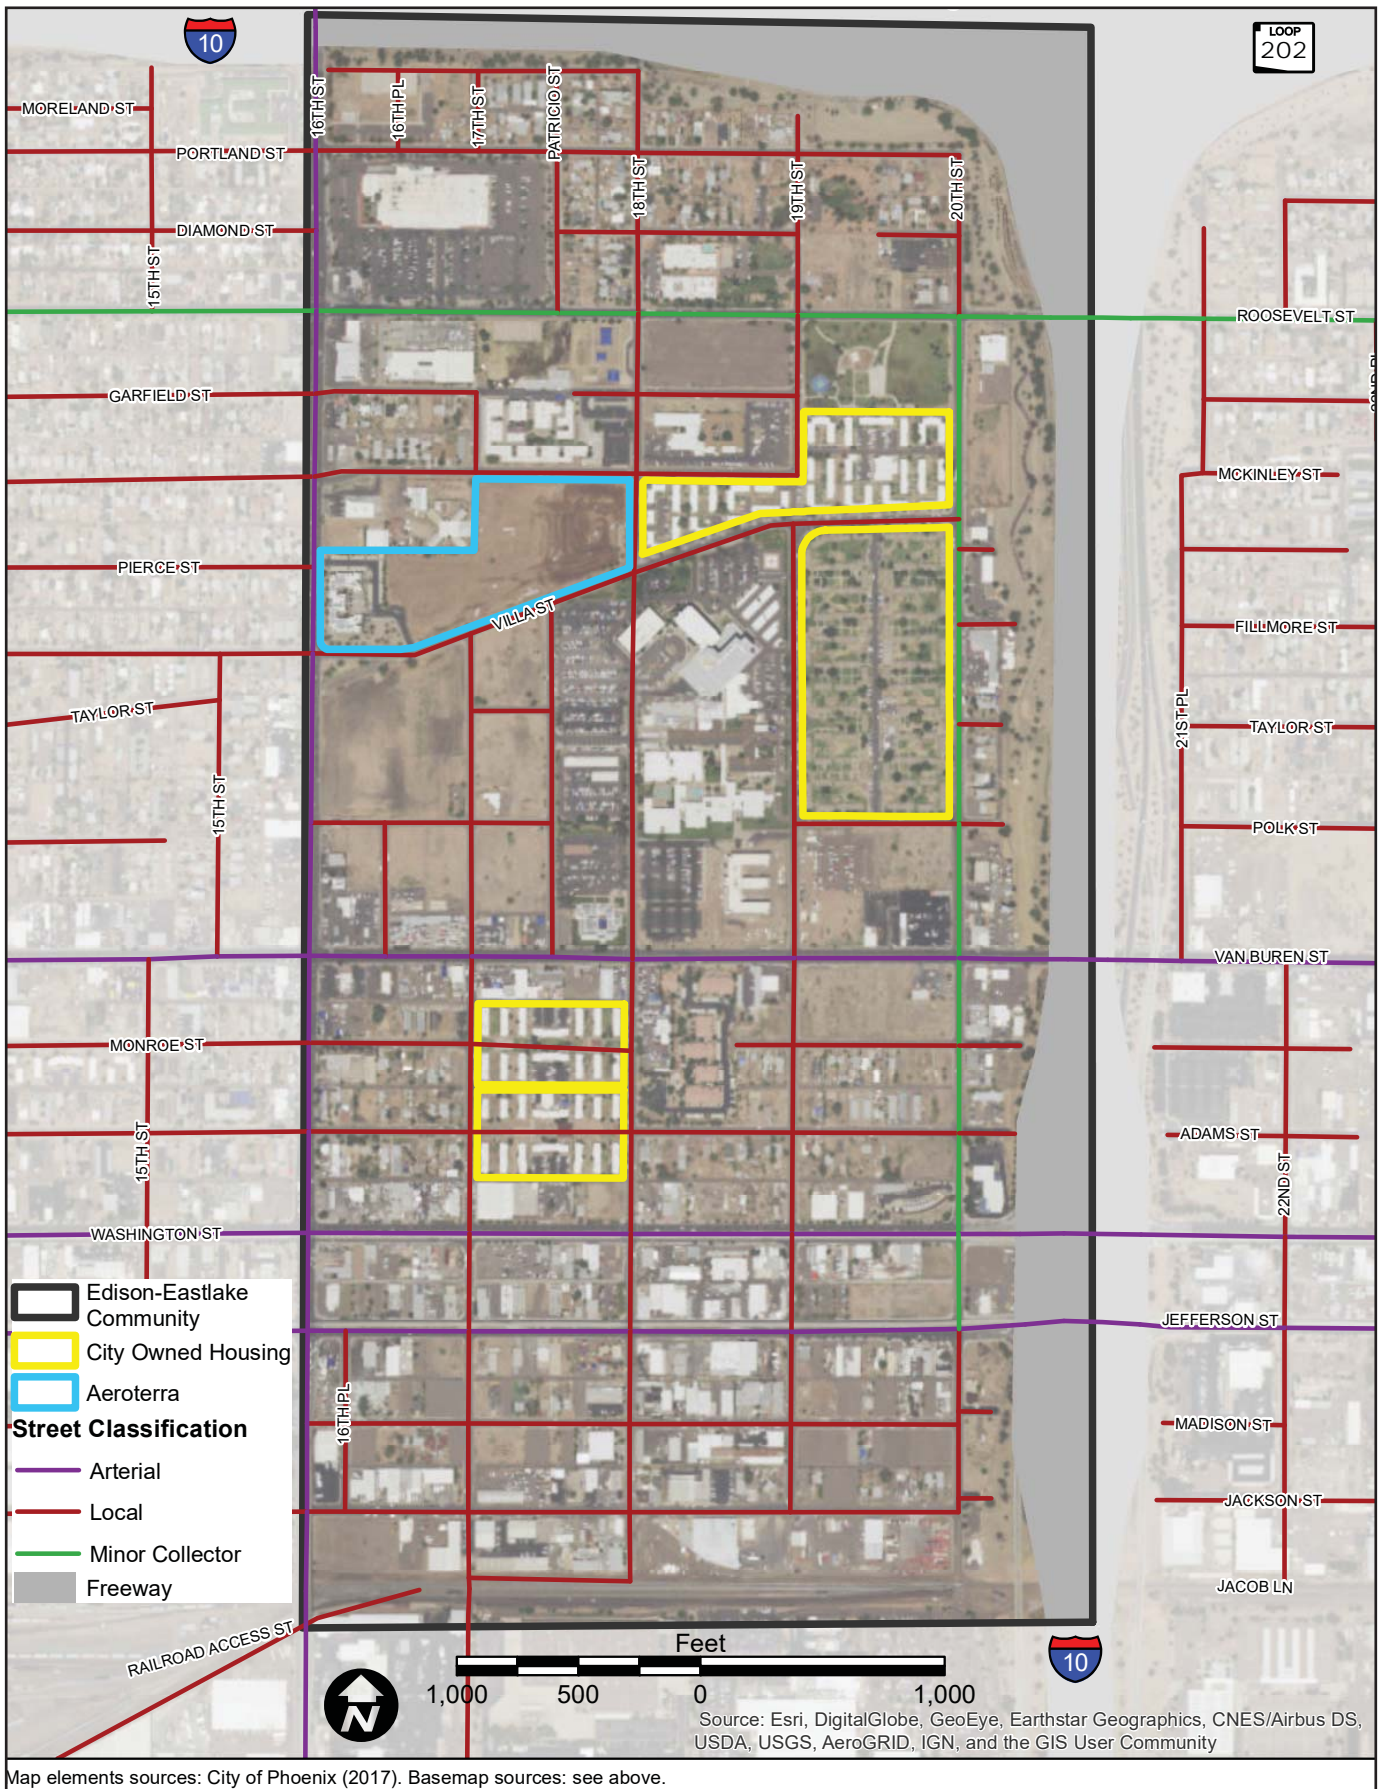 10
LOOP
202
MORELAND ST
16TH ST
16TH PL
17TH ST
PATRICIO ST
PORTLAND ST
18TH ST
19TH ST
20TH ST
DIAMOND ST
15TH ST
ROOSEVELT ST
GARFIELD ST
MCKINLEY ST
PIERCE ST
VILLA ST
FILLMORE ST
TAYLOR ST
21ST PL
TAYLOR ST
15TH ST
POLK ST
VAN BUREN ST
MONROE ST
15TH ST
ADAMS ST
22ND ST
WASHINGTON ST
Edison-Eastlake
Community
JEFFERSON ST
City Owned Housing
Aeroterra
16TH PL
Street Classification
MADISON ST
Arterial
JACKSON ST
Local
Minor Collector
Freeway
JACOB LN
RAILROAD ACCESS ST
Feet
10
N
1,000 500 0 1,000
Source: Esri, DigitalGlobe, GeoEye, Earthstar Geographics, CNES/Airbus DS,
USDA, USGS, AeroGRID, IGN, and the GIS User Community
Map elements sources: City of Phoenix (2017). Basemap sources: see above.